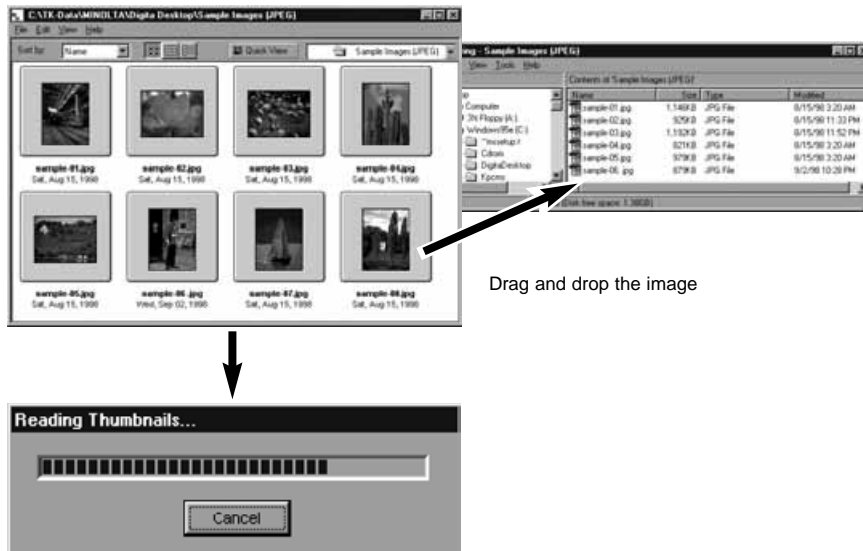 C:\TK-Data\MINOLTA\Digita Desktop\Sample Images (JPEG)
File Edit View Help
Sort by: Name Quick View Sample Images (JPEG)
sample-01.jpg sample-02.jpg sample-03.jpg sample-04.jpg
Sat, Aug 15, 1998 Sat, Aug 15, 1998 Sat, Aug 15, 1998 Sat, Aug 15, 1998
sample-05.jpg sample-06.jpg sample-07.jpg sample-08.jpg
Sat, Aug 15, 1998 Wed, Sep 02, 1998 Sat, Aug 15, 1998 Sat, Aug 15, 1998
ing - Sample Images (JPEG)
View Tools Help
Contents of 'Sample Images (JPEG)'
Name Size Type Modified
Computer
3½ Floppy (A:)
Windows95e (C:)
Cdrom
DigitaDesktop
Kpcms
sample-01.jpg 1,146KB JPG File 8/15/98 3:20 AM
sample-02.jpg 925KB JPG File 8/15/98 11:33 PM
sample-03.jpg JPG File 8/15/98 11:52 PM
sample-04.jpg 821KB JPG File 8/15/98 3:20 AM
sample-05.jpg 979KB JPG File 8/15/98 3:20 AM
sample-06.jpg 879KB JPG File 9/2/98 10:28 PM
(Disk free space: 1.38GB)
Drag and drop the image
Reading Thumbnails...
Cancel